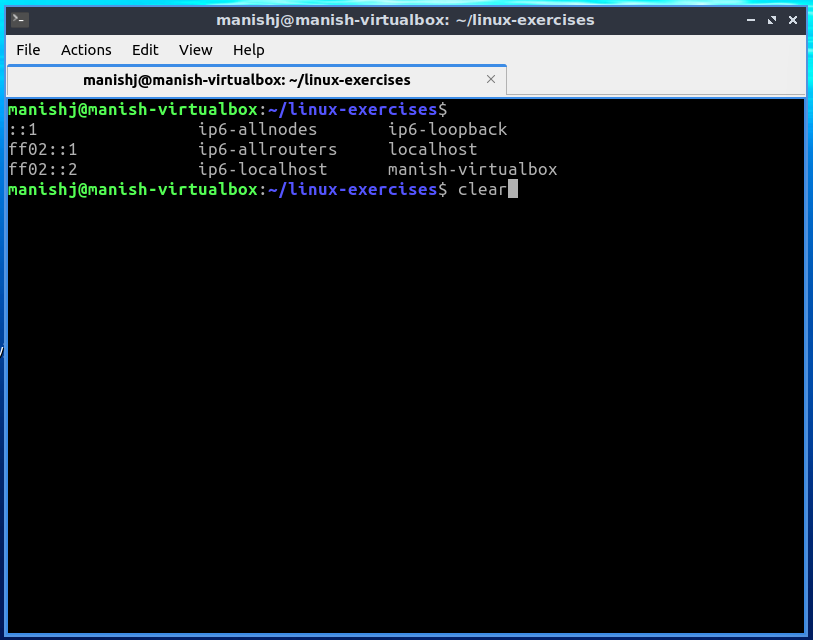 manishj@manish-virtualbox: ~/linux-exercises
File Actions Edit View Help
manishj@manish-virtualbox: ~/linux-exercises
manishj@manish-virtualbox:~/linux-exercises$
::1 ip6-allnodes ip6-loopback
ff02::1 ip6-allrouters localhost
ff02::2 ip6-localhost manish-virtualbox
manishj@manish-virtualbox:~/linux-exercises$ clear